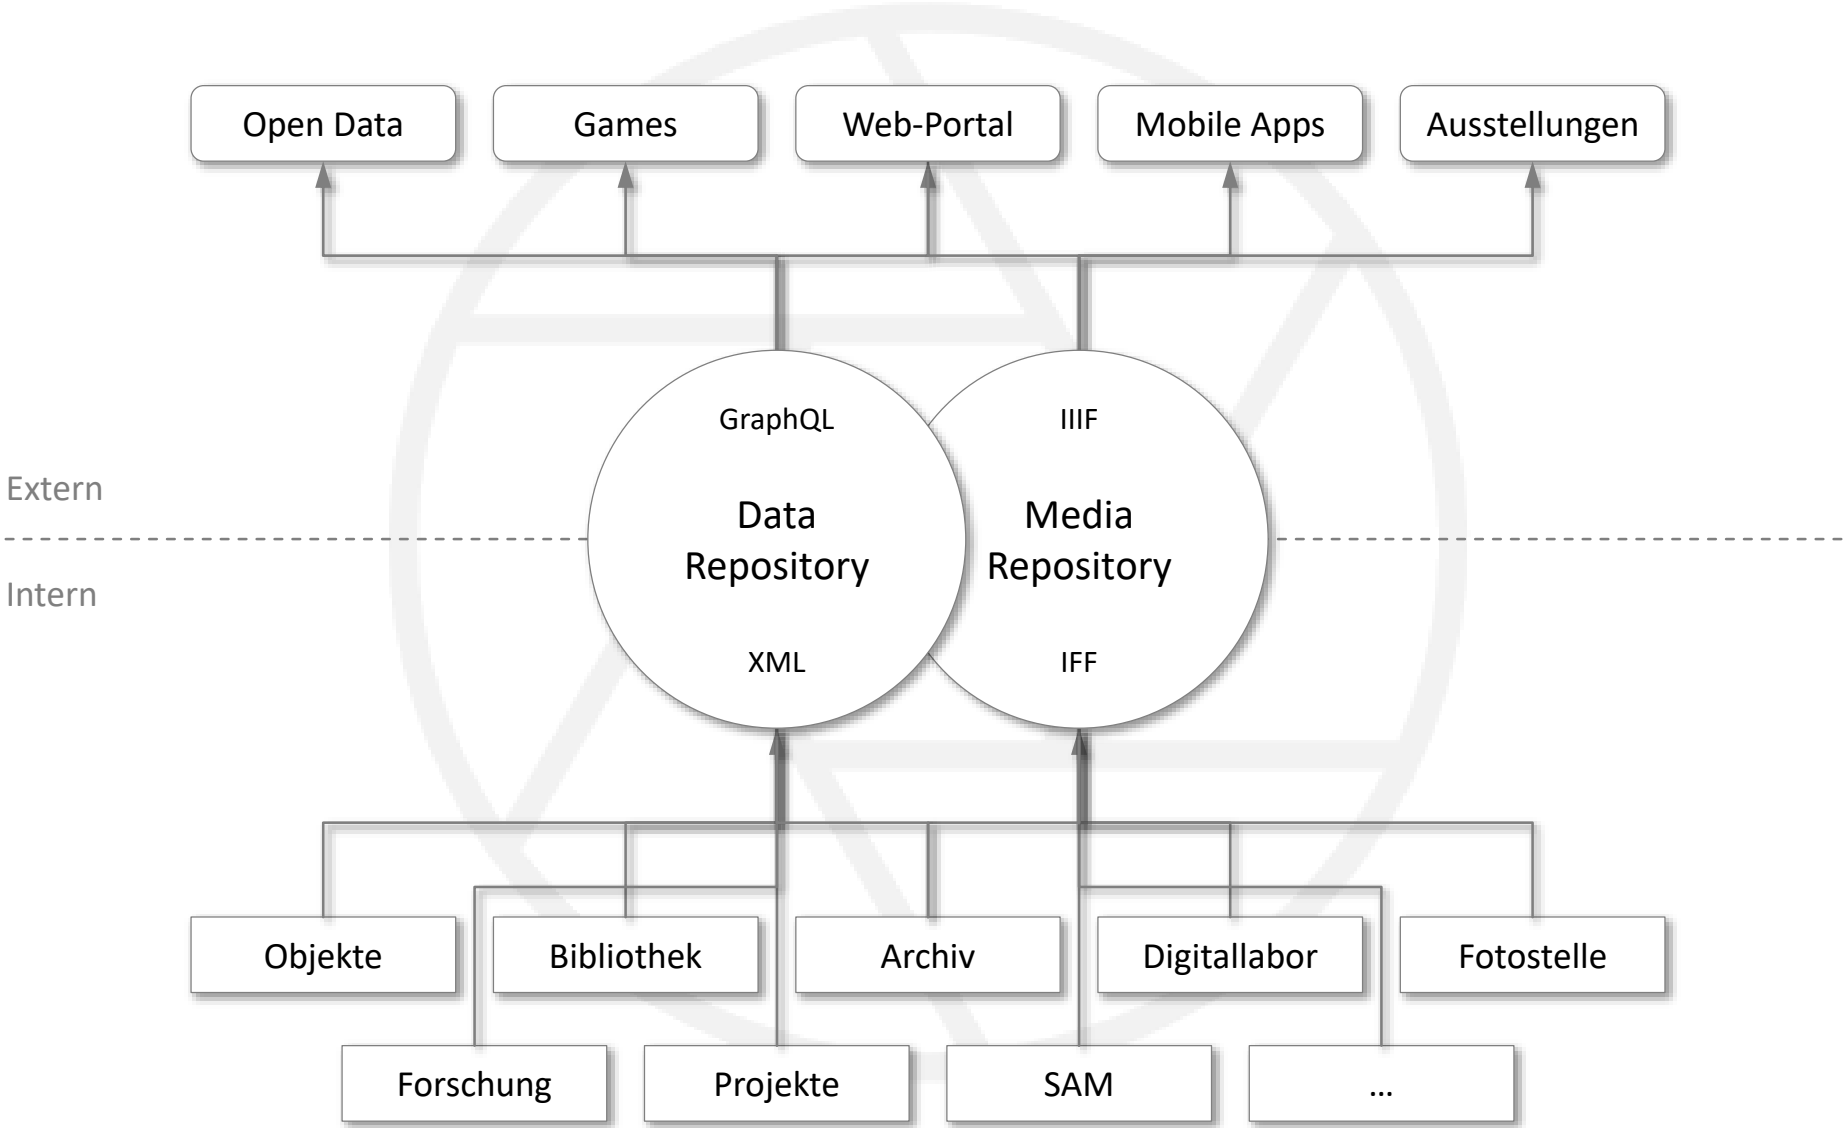 Open Data
Games
Web-Portal
Mobile Apps
Ausstellungen
GraphQL
IIIF
Extern
Data
Repository
Media
Repository
Intern
XML
IFF
Objekte
Bibliothek
Archiv
Digitallabor
Fotostelle
Forschung
Projekte
SAM
...